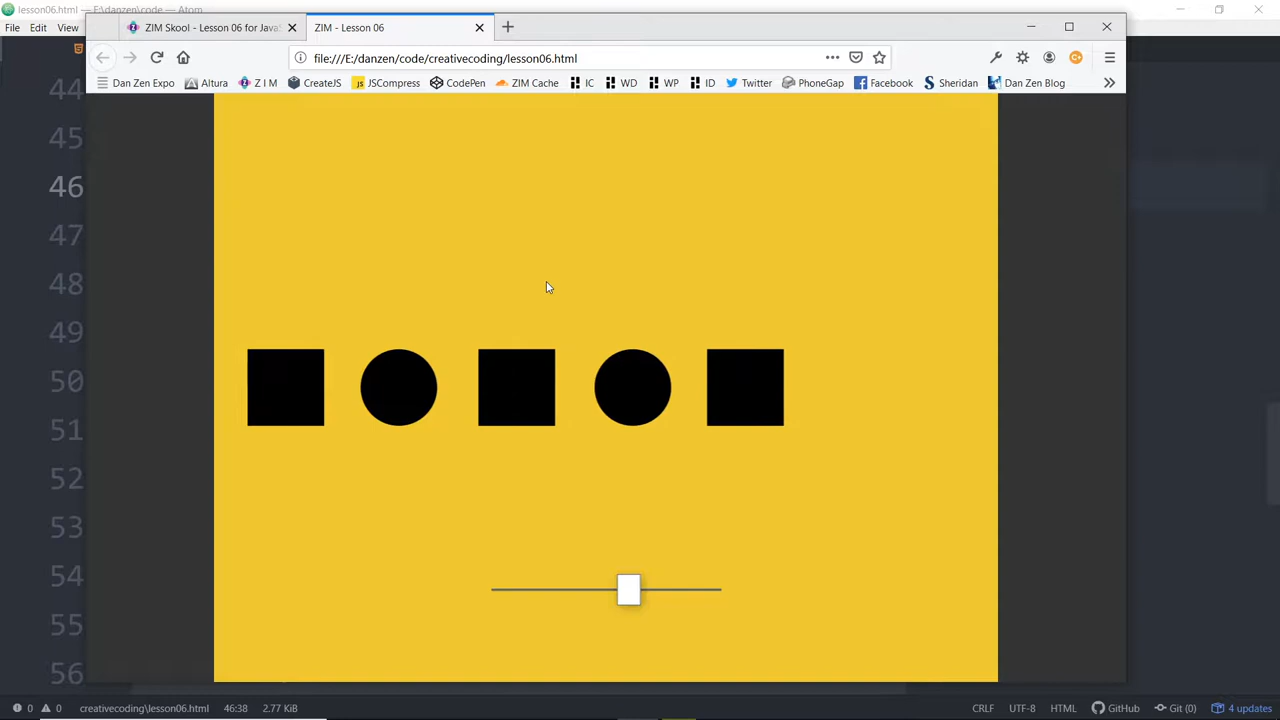 lesson06.html — E:\danzen\code — Atom
File Edit View
ZIM Skool - Lesson 06 for JavaS
ZIM - Lesson 06
file:///E:/danzen/code/creativecoding/lesson06.html
Dan Zen Expo Altura Z I M CreateJS JSCompress CodePen ZIM Cache IC WD WP ID Twitter PhoneGap Facebook Sheridan Dan Zen Blog
44
45
46
47
48
49
50
51
52
53
54
55
56
0 0 creativecoding\lesson06.html 46:38 2.77 KiB CRLF UTF-8 HTML GitHub Git (0) 4 updates